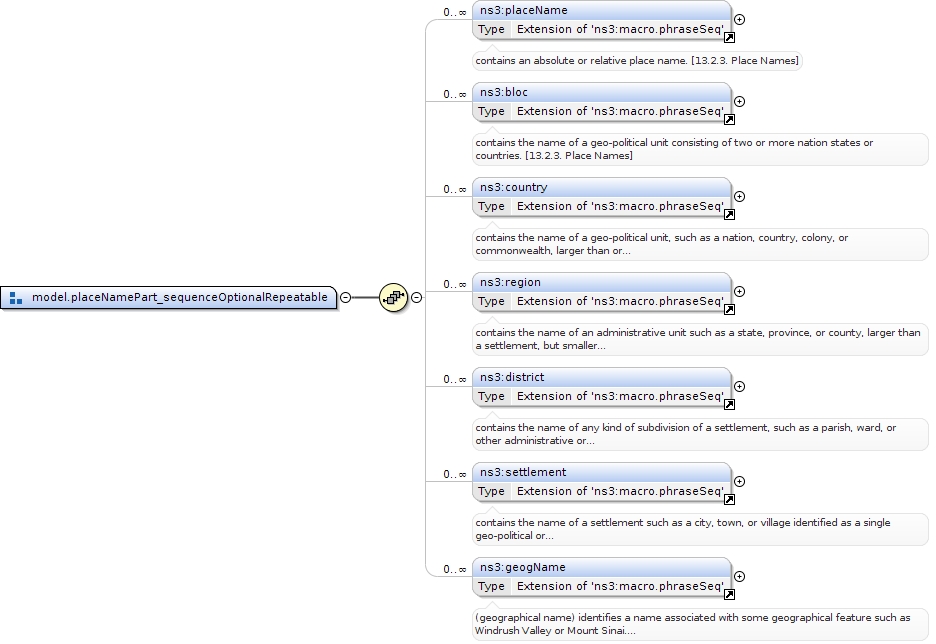 0..∞
ns3:placeName
Type Extension of 'ns3:macro.phraseSeq'
contains an absolute or relative place name. [13.2.3. Place Names]
0..∞
ns3:bloc
Type Extension of 'ns3:macro.phraseSeq'
contains the name of a geo-political unit consisting of two or more nation states or
countries. [13.2.3. Place Names]
0..∞
ns3:country
Type Extension of 'ns3:macro.phraseSeq'
contains the name of a geo-political unit, such as a nation, country, colony, or
commonwealth, larger than or...
0..∞
ns3:region
Type Extension of 'ns3:macro.phraseSeq'
model.placeNamePart_sequenceOptionalRepeatable
contains the name of an administrative unit such as a state, province, or county, larger than
a settlement, but smaller...
0..∞
ns3:district
Type Extension of 'ns3:macro.phraseSeq'
contains the name of any kind of subdivision of a settlement, such as a parish, ward, or
other administrative or...
0..∞
ns3:settlement
Type Extension of 'ns3:macro.phraseSeq'
contains the name of a settlement such as a city, town, or village identified as a single
geo-political or...
0..∞
ns3:geogName
Type Extension of 'ns3:macro.phraseSeq'
(geographical name) identifies a name associated with some geographical feature such as
Windrush Valley or Mount Sinai....